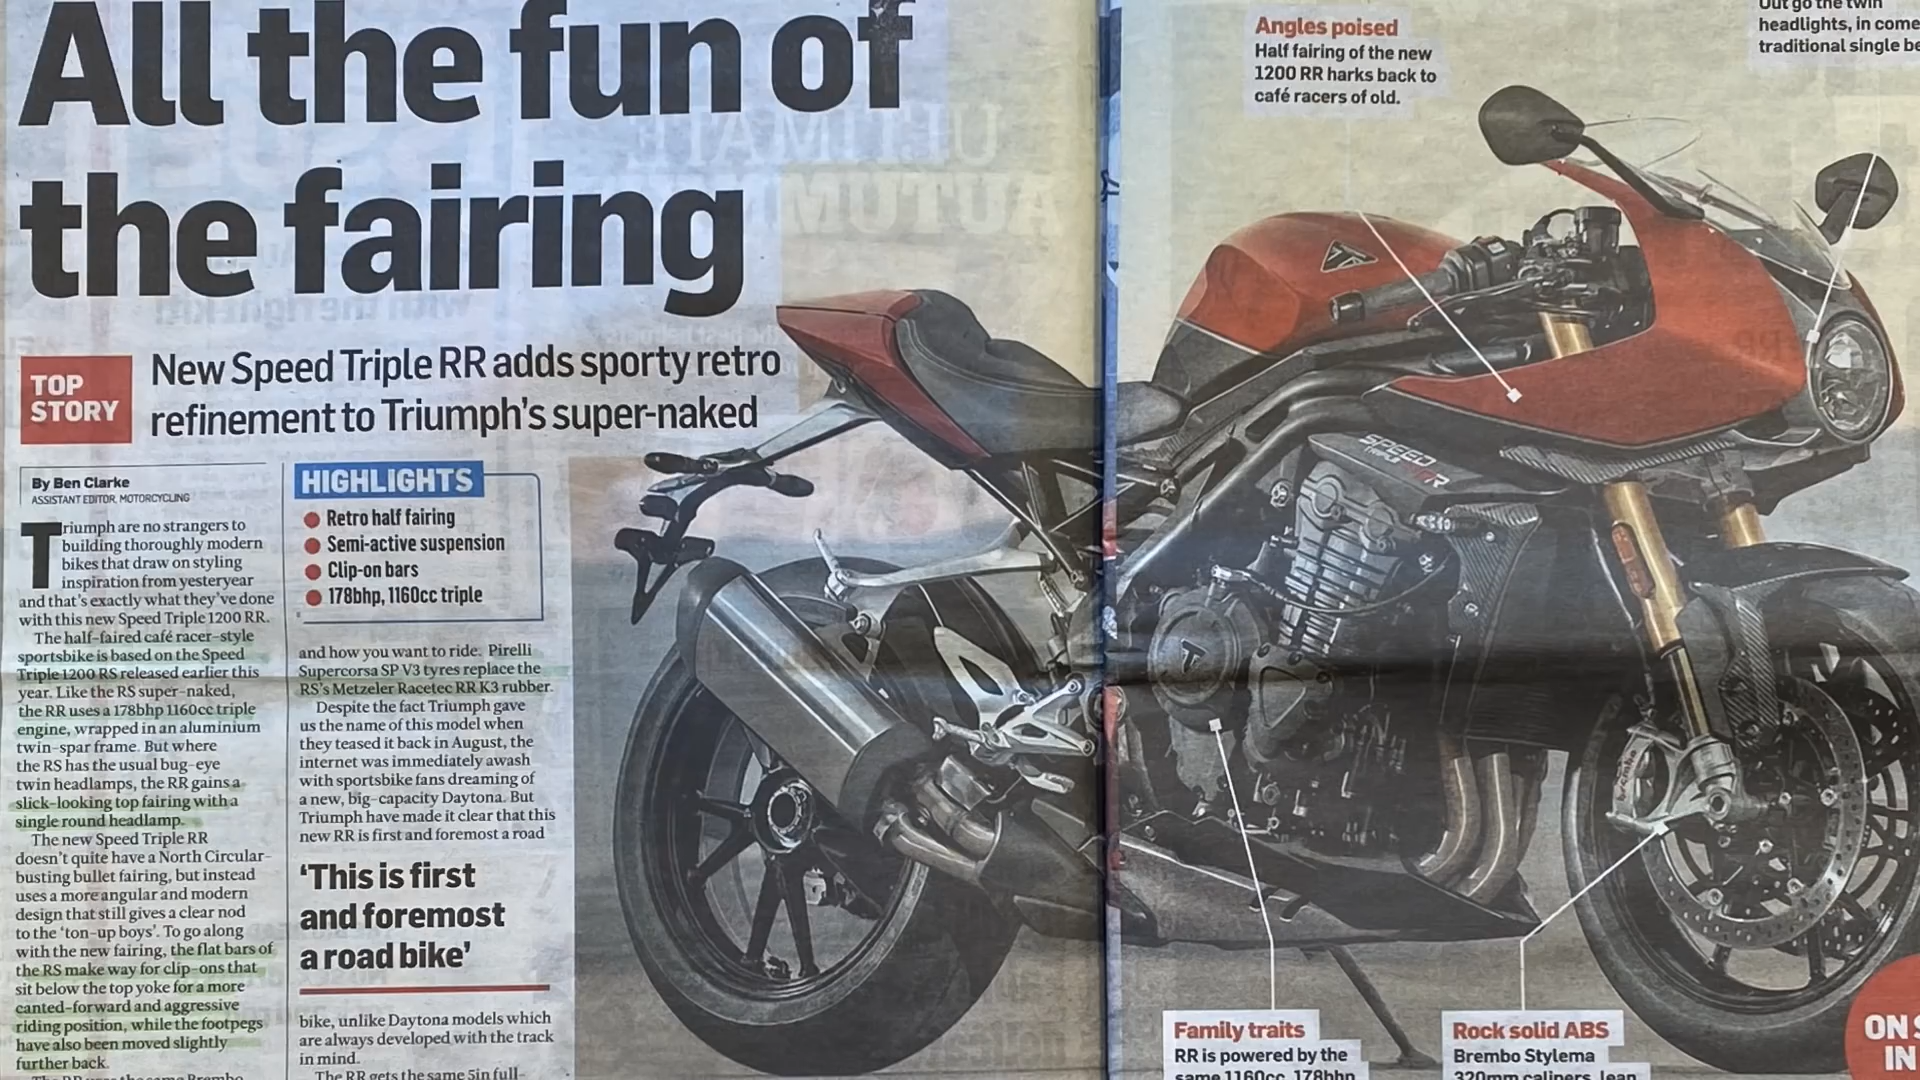 All the fun of
the fairing
TOP
STORY
New Speed Triple RR adds sporty retro
refinement to Triumph's super-naked
By Ben Clarke
ASSISTANT EDITOR, MOTORCYCLING
Triumph are no strangers to
building thoroughly modern
bikes that draw on styling
inspiration from yesteryear
and that's exactly what they've done
with this new Speed Triple 1200 RR.
The half-faired café racer-style
sportsbike is based on the Speed
Triple 1200 RS released earlier this
year. Like the RS super-naked,
the RR uses a 178bhp 1160cc triple
engine, wrapped in an aluminium
twin-spar frame. But where
the RS has the usual bug-eye
twin headlamps, the RR gains a
slick-looking top fairing with a
single round headlamp.
The new Speed Triple RR
doesn't quite have a North Circular-
busting bullet fairing, but instead
uses a more angular and modern
design that still gives a clear nod
to the 'ton-up boys'. To go along
with the new fairing, the flat bars of
the RS make way for clip-ons that
sit below the top yoke for a more
canted-forward and aggressive
riding position, while the footpegs
have also been moved slightly
further back.
The RR uses the same Brembo
HIGHLIGHTS
Retro half fairing
Semi-active suspension
Clip-on bars
178bhp, 1160cc triple
and how you want to ride. Pirelli
Supercorsa SP V3 tyres replace the
RS's Metzeler Racetec RR K3 rubber.
Despite the fact Triumph gave
us the name of this model when
they teased it back in August, the
internet was immediately awash
with sportsbike fans dreaming of
a new, big-capacity Daytona. But
Triumph have made it clear that this
new RR is first and foremost a road
'This is first
and foremost
a road bike'
bike, unlike Daytona models which
are always developed with the track
in mind.
The RR gets the same 5in full-
Angles poised
Half fairing of the new
1200 RR harks back to
café racers of old.
Out go the twin
headlights, in come
traditional single be
SPEED
TRIPLE RR
brembo
Family traits
RR is powered by the
same 1160cc, 178bhp
Rock solid ABS
Brembo Stylema
320mm calipers, lean
ON S
IN